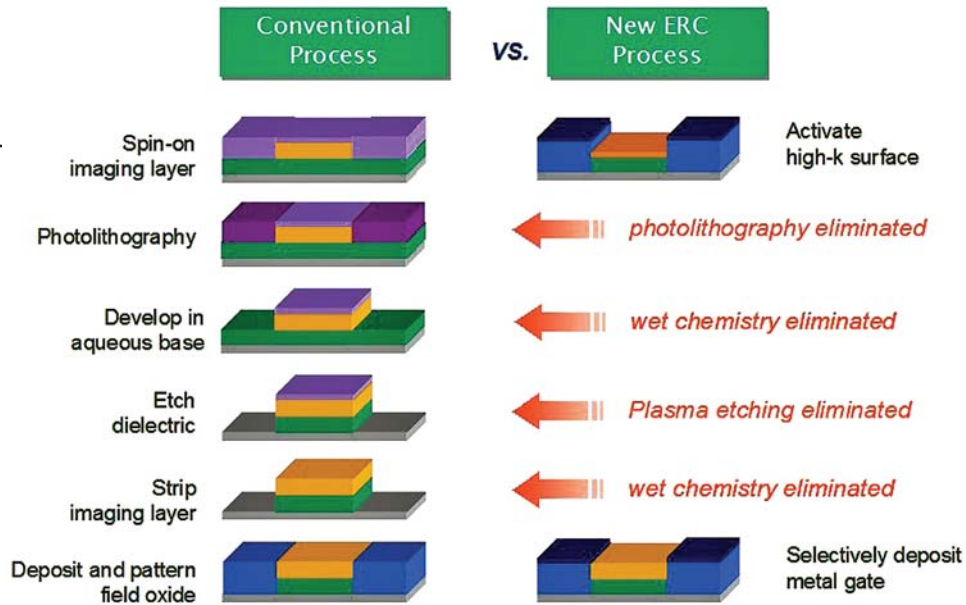 Conventional
Process
VS.
New ERC
Process
Spin-on
imaging layer
Activate
high-k surface
Photolithography
photolithography eliminated
Develop in
aqueous base
wet chemistry eliminated
Etch
dielectric
Plasma etching eliminated
Strip
imaging layer
wet chemistry eliminated
Deposit and pattern
field oxide
Selectively deposit
metal gate